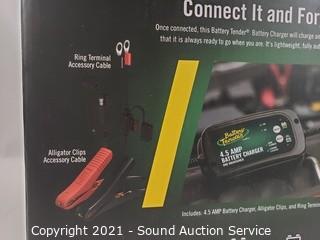 Connect It and For
Once connected, this Battery Tender® Battery Charger will charge an
that it is always ready to go when you are. It's lightweight, fully aut
Ring Terminal
Accessory Cable
Battery
Tender
4.5 AMP
BATTERY CHARGER
Alligator Clips
Accessory Cable
Includes: 4.5 AMP Battery Charger, Alligator Clips, and Ring Termin
Copyright 2021 - Sound Auction Service